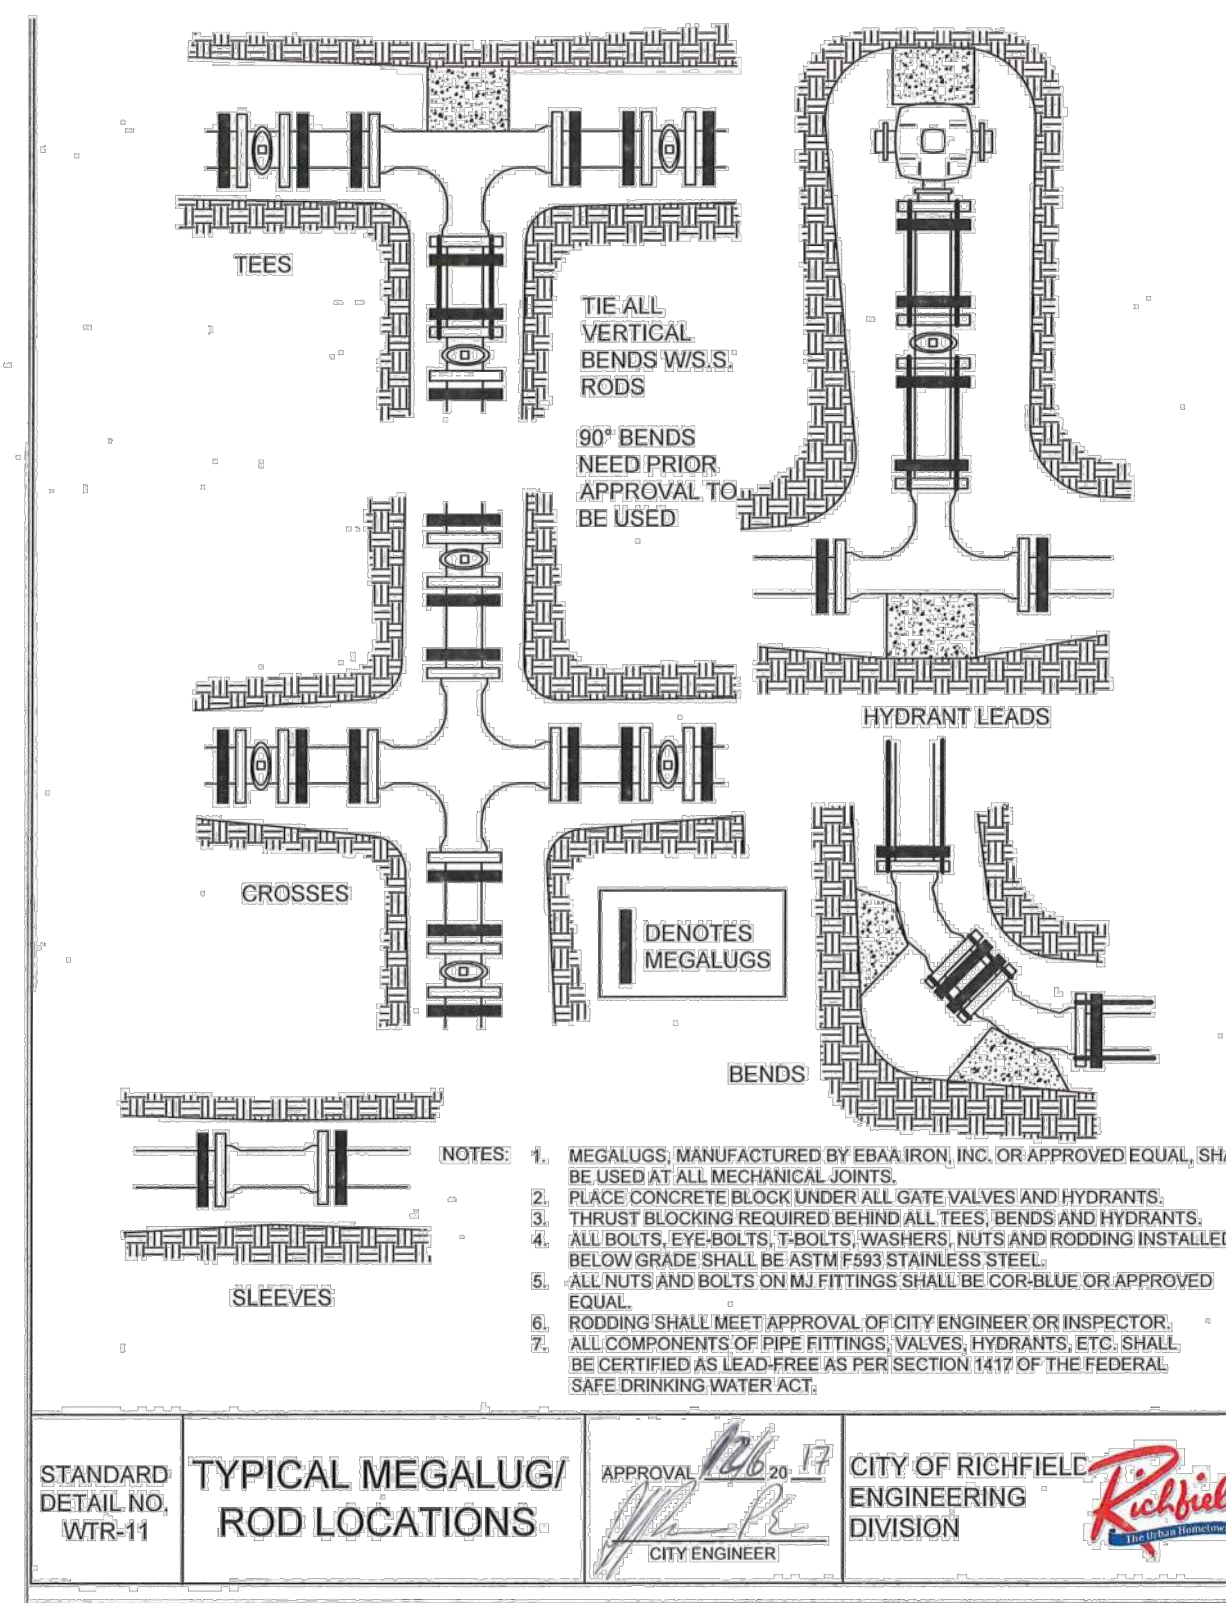 TEES
TIE ALL
VERTICAL
BENDS W/S.S.
RODS
90° BENDS
NEED PRIOR
APPROVAL TO
BE USED
HYDRANT LEADS
CROSSES
DENOTES
MEGALUGS
BENDS
SLEEVES
NOTES: 1. MEGALUGS, MANUFACTURED BY EBAA IRON, INC. OR APPROVED EQUAL, SHA
BE USED AT ALL MECHANICAL JOINTS.
2. PLACE CONCRETE BLOCK UNDER ALL GATE VALVES AND HYDRANTS.
3. THRUST BLOCKING REQUIRED BEHIND ALL TEES, BENDS AND HYDRANTS.
4. ALL BOLTS, EYE-BOLTS, T-BOLTS, WASHERS, NUTS AND RODDING INSTALLED
BELOW GRADE SHALL BE ASTM F593 STAINLESS STEEL.
5. ALL NUTS AND BOLTS ON MJ FITTINGS SHALL BE COR-BLUE OR APPROVED
EQUAL.
6. RODDING SHALL MEET APPROVAL OF CITY ENGINEER OR INSPECTOR.
7. ALL COMPONENTS OF PIPE FITTINGS, VALVES, HYDRANTS, ETC. SHALL
BE CERTIFIED AS LEAD-FREE AS PER SECTION 1417 OF THE FEDERAL
SAFE DRINKING WATER ACT.
STANDARD
DETAIL NO.
WTR-11
TYPICAL MEGALUG/
ROD LOCATIONS
APPROVAL 12/6 20 17
CITY ENGINEER
CITY OF RICHFIELD
ENGINEERING
DIVISION
Richfiel
The Urban Hometow